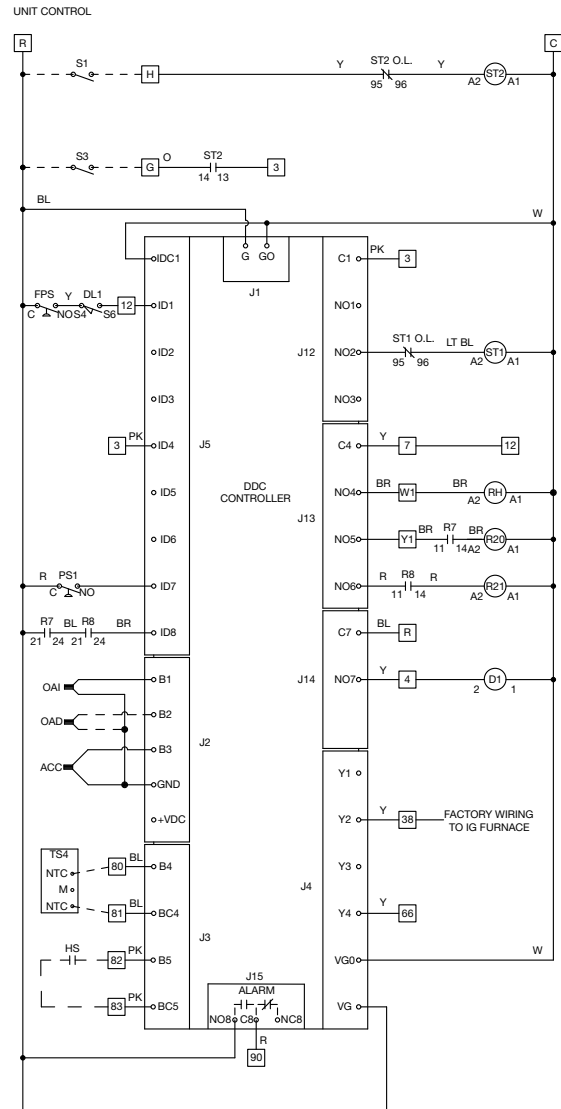 UNIT CONTROL
R
C
S1
H
Y
ST2 O.L.
Y
95 96
A2 ST2 A1
S3
G
O
ST2
14 13
3
BL
W
IDC1
G GO
J1
C1
PK
3
FPS Y DL1
C NO S4 S6
12
ID1
NO1
ID2
J12
NO2
ST1 O.L.
95 96
LT BL
A2 ST1 A1
ID3
NO3
3
PK
ID4
J5
C4
Y
7
12
DDC
CONTROLLER
ID5
NO4
BR
W1
BR
A2 RH A1
J13
ID6
NO5
Y1
BR
R7
11 14
BR
A2 R20 A1
R
PS1
C NO
ID7
NO6
R
R8
11 14
R
A2 R21 A1
R7 BL R8 BR
21 24 21 24
ID8
C7
BL
R
J14
OAI
B1
NO7
Y
4
2 D1 1
OAD
B2
J2
ACC
B3
GND
Y1
+VDC
Y2
Y
38
FACTORY WIRING
TO IG FURNACE
TS4
NTC
M
NTC
80
BL
B4
Y3
J4
81
BL
BC4
Y4
Y
66
J3
HS
82
PK
B5
VG0
W
J15
ALARM
83
PK
BC5
NO8 C8 NC8
VG
R
90